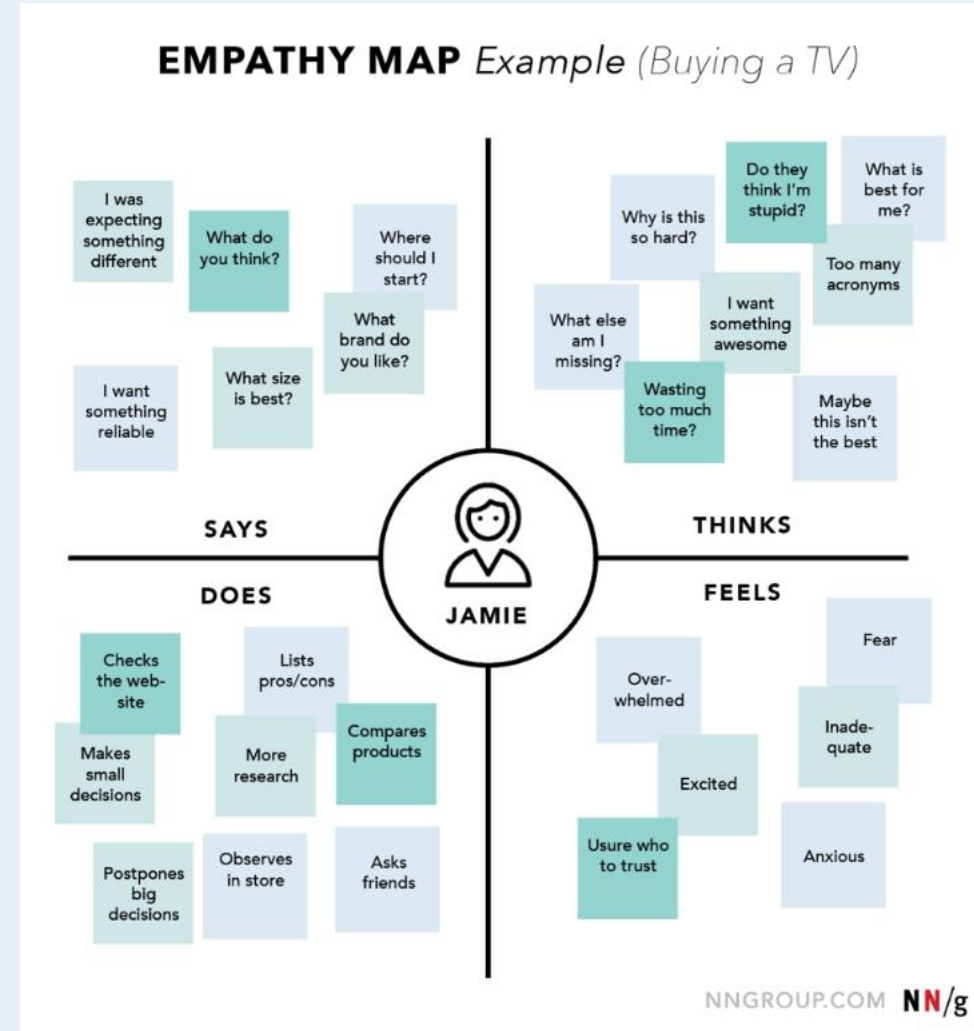 EMPATHY MAP Example (Buying a TV)
I was
expecting
something
different
What do
you think?
Where
should I
start?
What
brand do
you like?
What size
is best?
I want
something
reliable
SAYS
Do they
think I'm
stupid?
What is
best for
me?
Why is this
so hard?
Too many
acronyms
I want
something
awesome
What else
am I
missing?
Wasting
too much
time?
Maybe
this isn't
the best
THINKS
JAMIE
DOES
Checks
the web-
site
Lists
pros/cons
Compares
products
Makes
small
decisions
More
research
Postpones
big
decisions
Observes
in store
Asks
friends
FEELS
Fear
Over-
whelmed
Inade-
quate
Excited
Usure who
to trust
Anxious
NNGROUP.COM NN/g